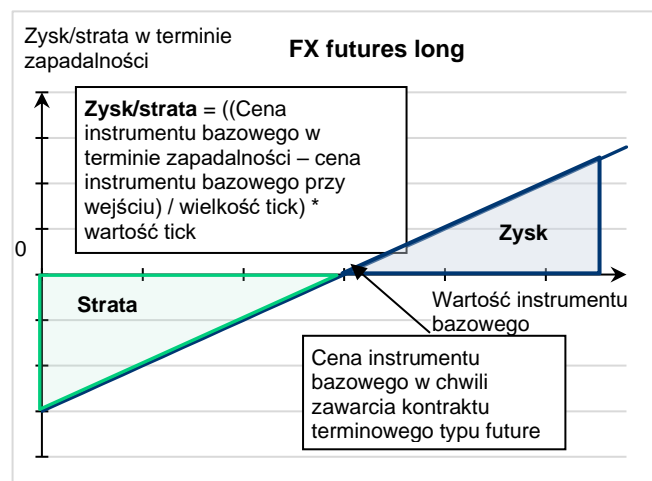 Zysk/strata w terminie
zapadalności
FX futures long
Zysk/strata = ((Cena
instrumentu bazowego w
terminie zapadalności – cena
instrumentu bazowego przy
wejściu) / wielkość tick) *
wartość tick
0
Zysk
Strata
Wartość instrumentu
bazowego
Cena instrumentu
bazowego w chwili
zawarcia kontraktu
terminowego typu future